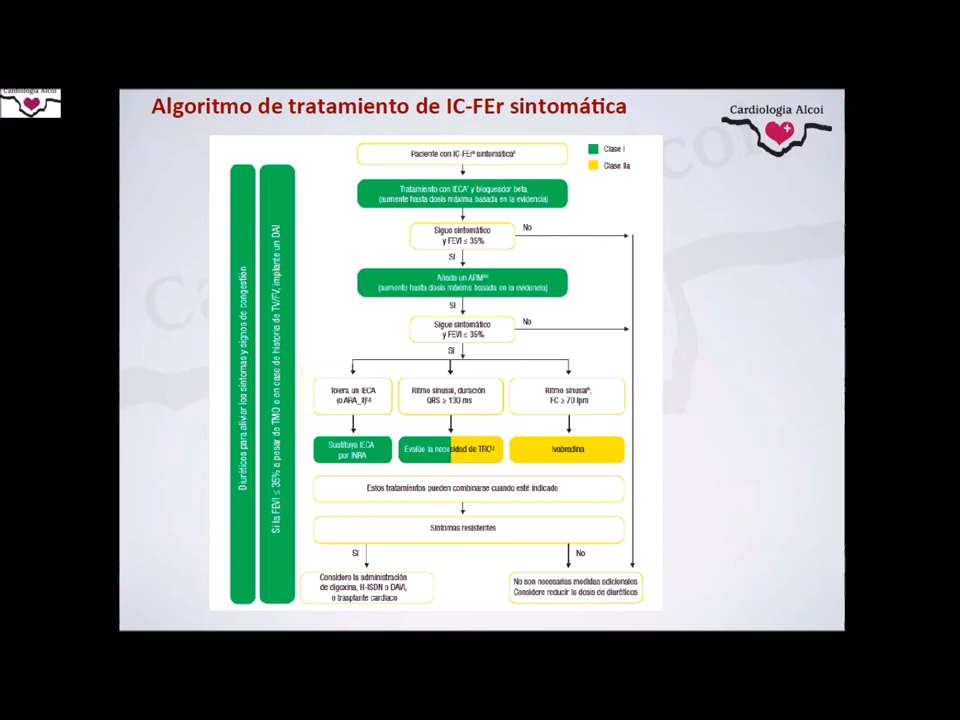 Cardiología Alcoi
Algoritmo de tratamiento de IC-FEr sintomática
Cardiología Alcoi
Clase I
Clase IIa
Paciente con IC-FEr sintomática
Tratamiento con IECA y bloqueador beta
(aumente hasta dosis máxima basada en la evidencia)
Sigue sintomático
y FEVI ≤ 35%
No
Sí
Añada un ARM
(aumento hasta dosis máxima basada en la evidencia)
Sí
Sigue sintomático
y FEVI ≤ 35%
No
Sí
Tolera un IECA
(o ARA_II)
Ritmo sinusal, duración
QRS ≥ 130 ms
Ritmo sinusal,
FC ≥ 70 lpm
Sustituya IECA
por INRA
Evalúe la necesidad de TRC
Ivabradina
Estos tratamientos pueden combinarse cuando esté indicado
Síntomas resistentes
Sí
No
Considere la administración
de digoxina, H-ISDN o DAVI,
o trasplante cardiaco
No son necesarias medidas adicionales
Considere reducir la dosis de diuréticos
Diuréticos para aliviar los síntomas y signos de congestión
Si la FEVI ≤ 35% a pesar de TMO o en caso de historia de TV/FV, implante un DAI